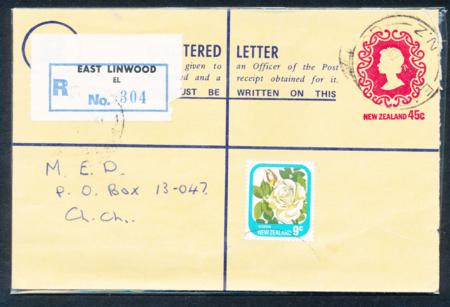 TERED LETTER
given to an Officer of the Post
ed and a receipt obtained for it.
UST BE WRITTEN ON THIS
EAST LINWOOD
EL
R
No. 304
N.Z.
NEW ZEALAND 45c
M.E.D.
P.O. Box 13-047
Ch.Ch.
NEW ZEALAND 9c